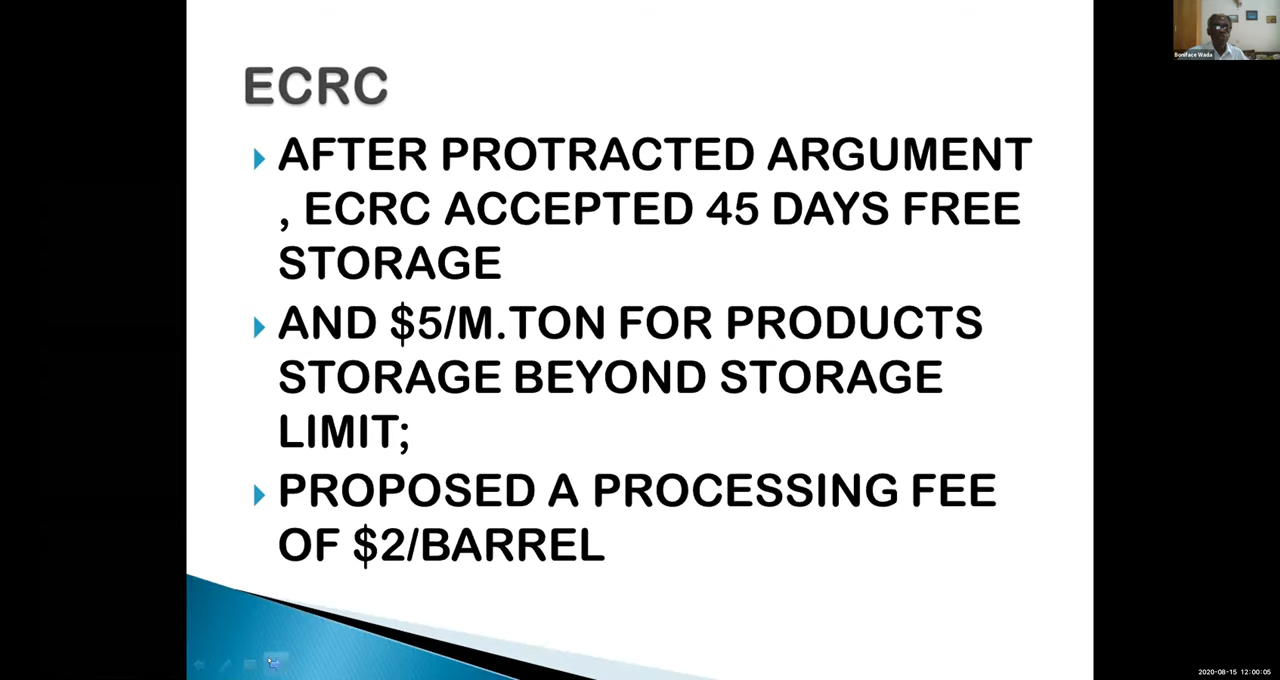 ECRC
AFTER PROTRACTED ARGUMENT
, ECRC ACCEPTED 45 DAYS FREE
STORAGE
AND $5/M.TON FOR PRODUCTS
STORAGE BEYOND STORAGE
LIMIT;
PROPOSED A PROCESSING FEE
OF $2/BARREL
Boniface Wada
2020-08-15 12:00:05